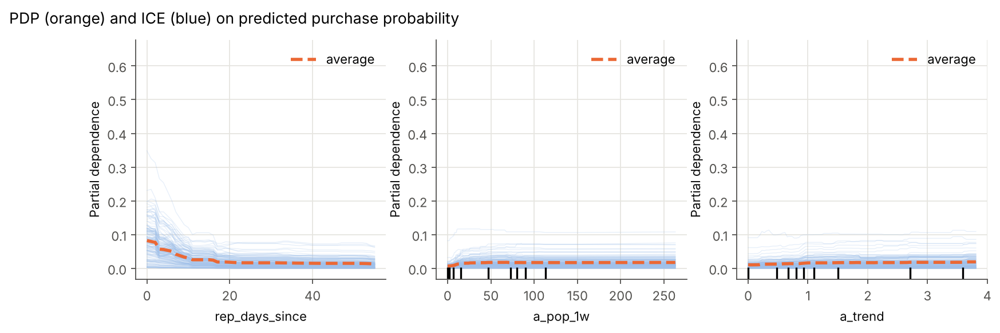 PDP (orange) and ICE (blue) on predicted purchase probability
average
0.6
0.5
0.4
0.3
0.2
0.1
0.0
Partial dependence
0 20 40
rep_days_since
average
0.6
0.5
0.4
0.3
0.2
0.1
0.0
Partial dependence
0 50 100 150 200 250
a_pop_1w
average
0.6
0.5
0.4
0.3
0.2
0.1
0.0
Partial dependence
0 1 2 3 4
a_trend